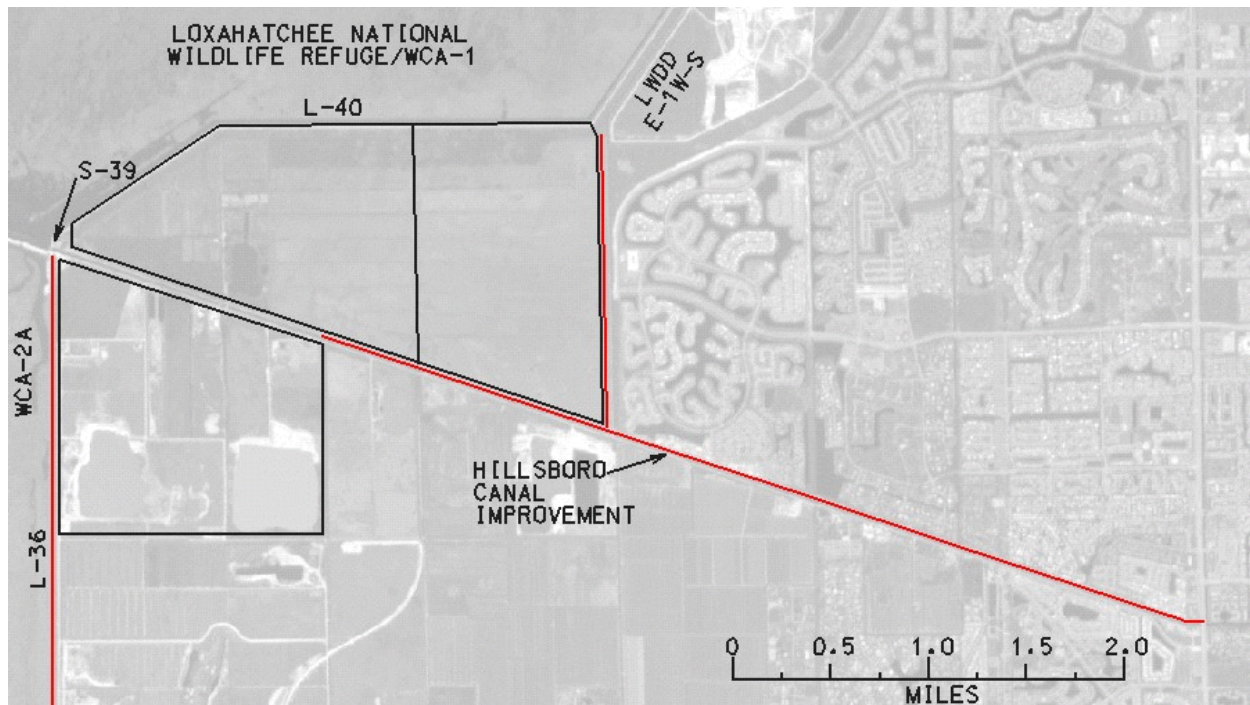 LOXAHATCHEE NATIONAL
WILDLIFE REFUGE/WCA-1
LWDD
E-1W-S
L-40
S-39
WCA-2A
HILLSBORO
CANAL
IMPROVEMENT
L-36
0 0.5 1.0 1.5 2.0
MILES